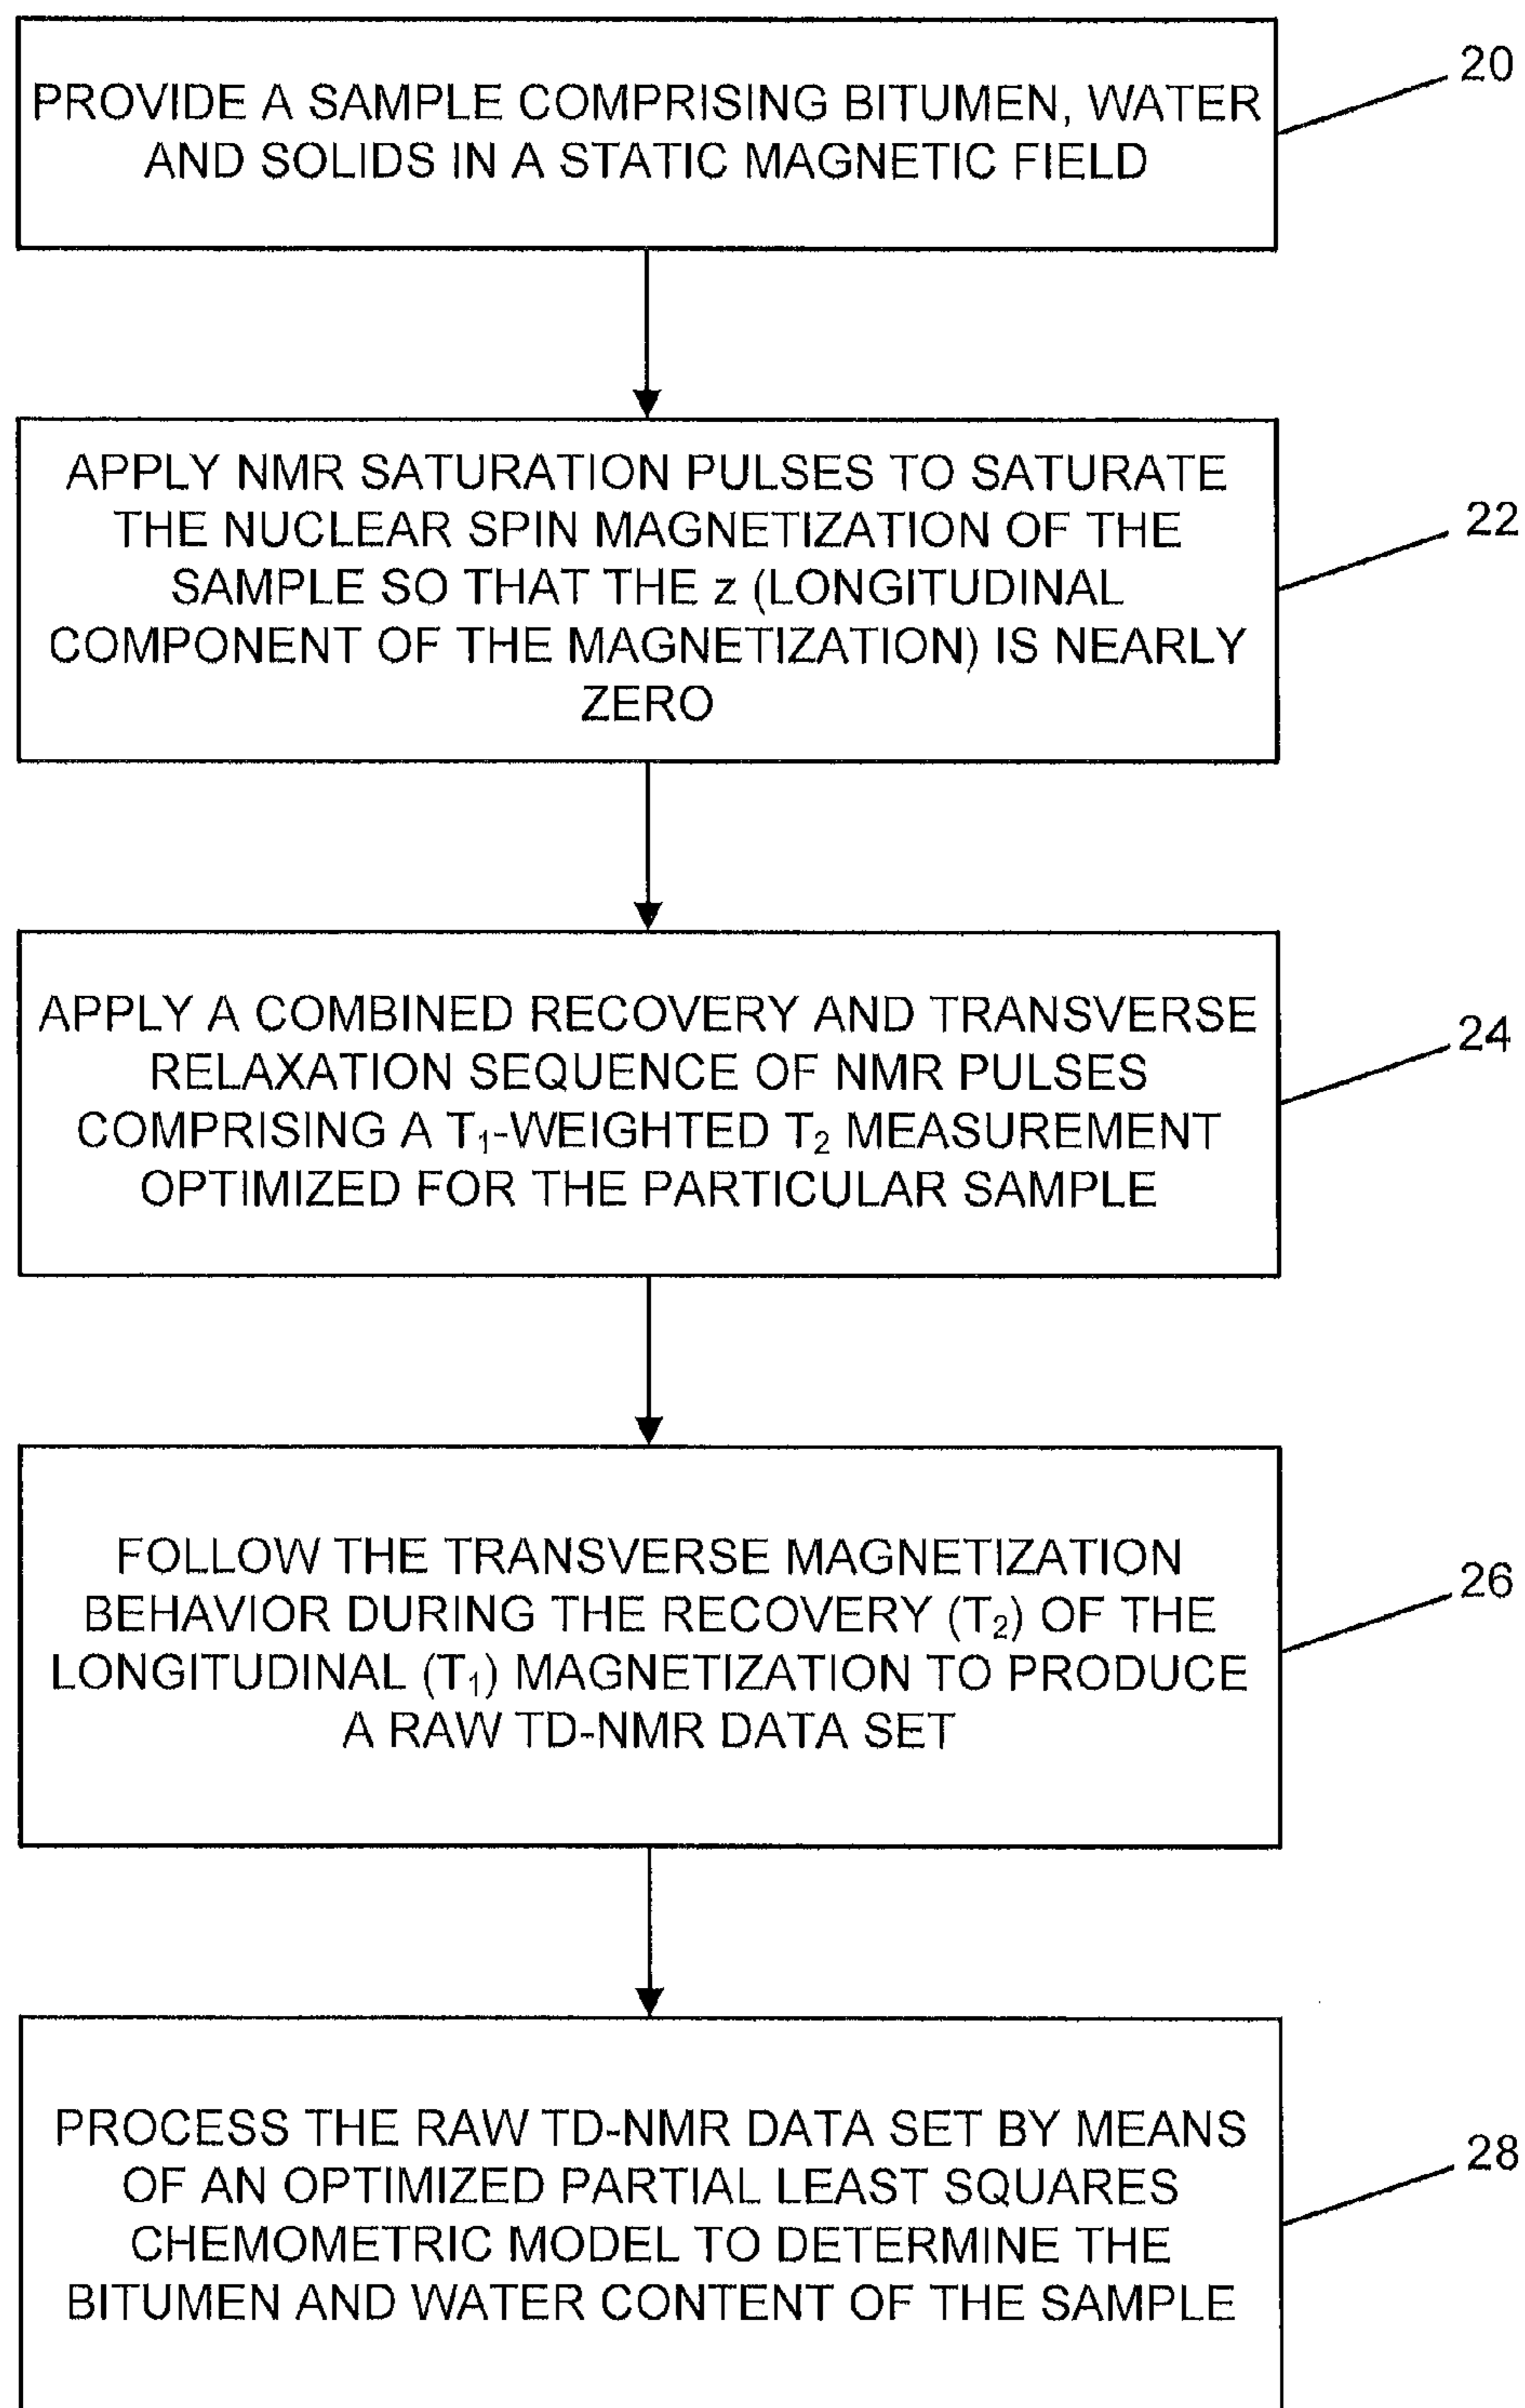 PROVIDE A SAMPLE COMPRISING BITUMEN, WATER
AND SOLIDS IN A STATIC MAGNETIC FIELD
20
APPLY NMR SATURATION PULSES TO SATURATE
THE NUCLEAR SPIN MAGNETIZATION OF THE
SAMPLE SO THAT THE z (LONGITUDINAL
COMPONENT OF THE MAGNETIZATION) IS NEARLY
ZERO
22
APPLY A COMBINED RECOVERY AND TRANSVERSE
RELAXATION SEQUENCE OF NMR PULSES
COMPRISING A T₁-WEIGHTED T₂ MEASUREMENT
OPTIMIZED FOR THE PARTICULAR SAMPLE
24
FOLLOW THE TRANSVERSE MAGNETIZATION
BEHAVIOR DURING THE RECOVERY (T₂) OF THE
LONGITUDINAL (T₁) MAGNETIZATION TO PRODUCE
A RAW TD-NMR DATA SET
26
PROCESS THE RAW TD-NMR DATA SET BY MEANS
OF AN OPTIMIZED PARTIAL LEAST SQUARES
CHEMOMETRIC MODEL TO DETERMINE THE
BITUMEN AND WATER CONTENT OF THE SAMPLE
28